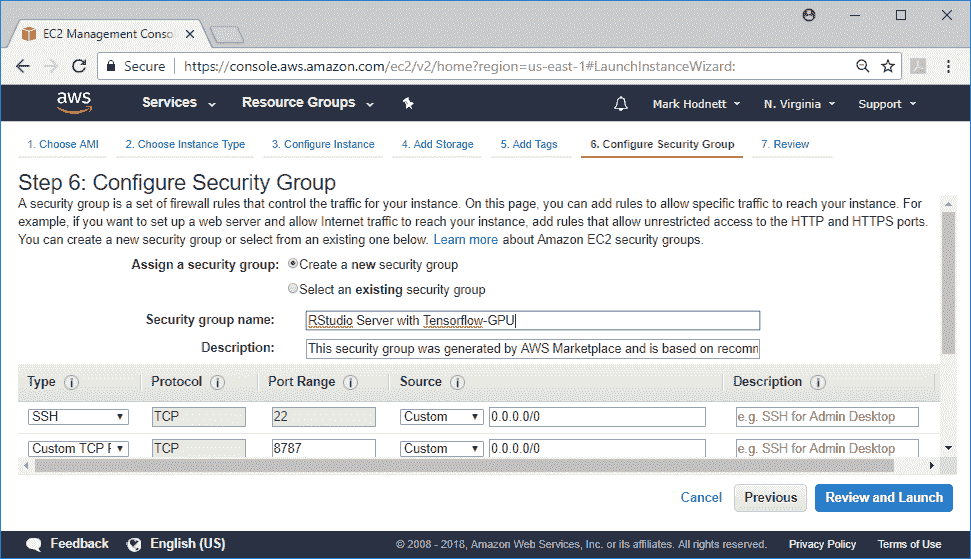 EC2 Management Conso
Secure https://console.aws.amazon.com/ec2/v2/home?region=us-east-1#LaunchInstanceWizard:
aws Services Resource Groups Mark Hodnett N. Virginia Support
1. Choose AMI 2. Choose Instance Type 3. Configure Instance 4. Add Storage 5. Add Tags 6. Configure Security Group 7. Review
Step 6: Configure Security Group
A security group is a set of firewall rules that control the traffic for your instance. On this page, you can add rules to allow specific traffic to reach your instance. For
example, if you want to set up a web server and allow Internet traffic to reach your instance, add rules that allow unrestricted access to the HTTP and HTTPS ports.
You can create a new security group or select from an existing one below. Learn more about Amazon EC2 security groups.
Assign a security group: Create a new security group
Select an existing security group
Security group name: RStudio Server with Tensorflow-GPU
Description: This security group was generated by AWS Marketplace and is based on recomn
Type i Protocol i Port Range i Source i Description i
SSH TCP 22 Custom 0.0.0.0/0 e.g. SSH for Admin Desktop
Custom TCP F TCP 8787 Custom 0.0.0.0/0 e.g. SSH for Admin Desktop
Cancel Previous Review and Launch
Feedback English (US) © 2008 - 2018, Amazon Web Services, Inc. or its affiliates. All rights reserved. Privacy Policy Terms of Use